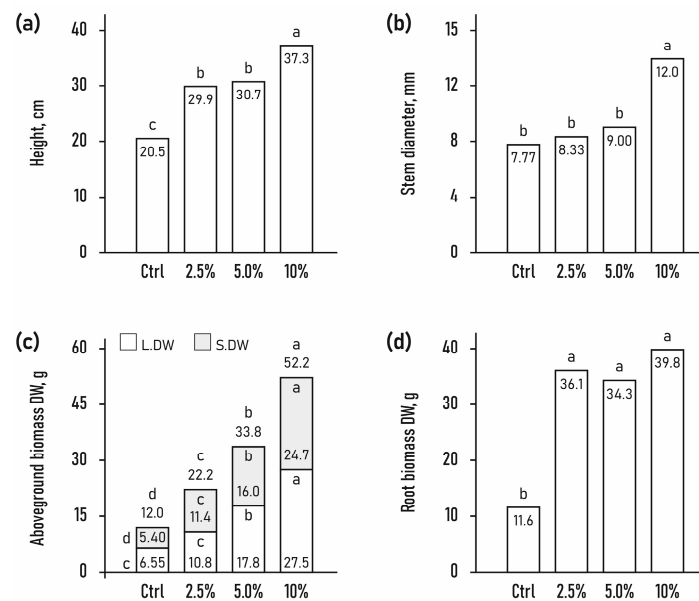 (a)
Height, cm
40
30
20
10
0
c
20.5
b
29.9
b
30.7
a
37.3
Ctrl 2.5% 5.0% 10%
(b)
Stem diameter, mm
15
12
8
4
0
b
7.77
b
8.33
b
9.00
a
12.0
Ctrl 2.5% 5.0% 10%
(c)
Aboveground biomass DW, g
L.DW S.DW
60
45
30
15
0
d
12.0
d 5.40
c 6.55
c
22.2
c
11.4
c
10.8
b
33.8
b
16.0
b
17.8
a
52.2
a
24.7
a
27.5
Ctrl 2.5% 5.0% 10%
(d)
Root biomass DW, g
40
30
20
10
0
b
11.6
a
36.1
a
34.3
a
39.8
Ctrl 2.5% 5.0% 10%